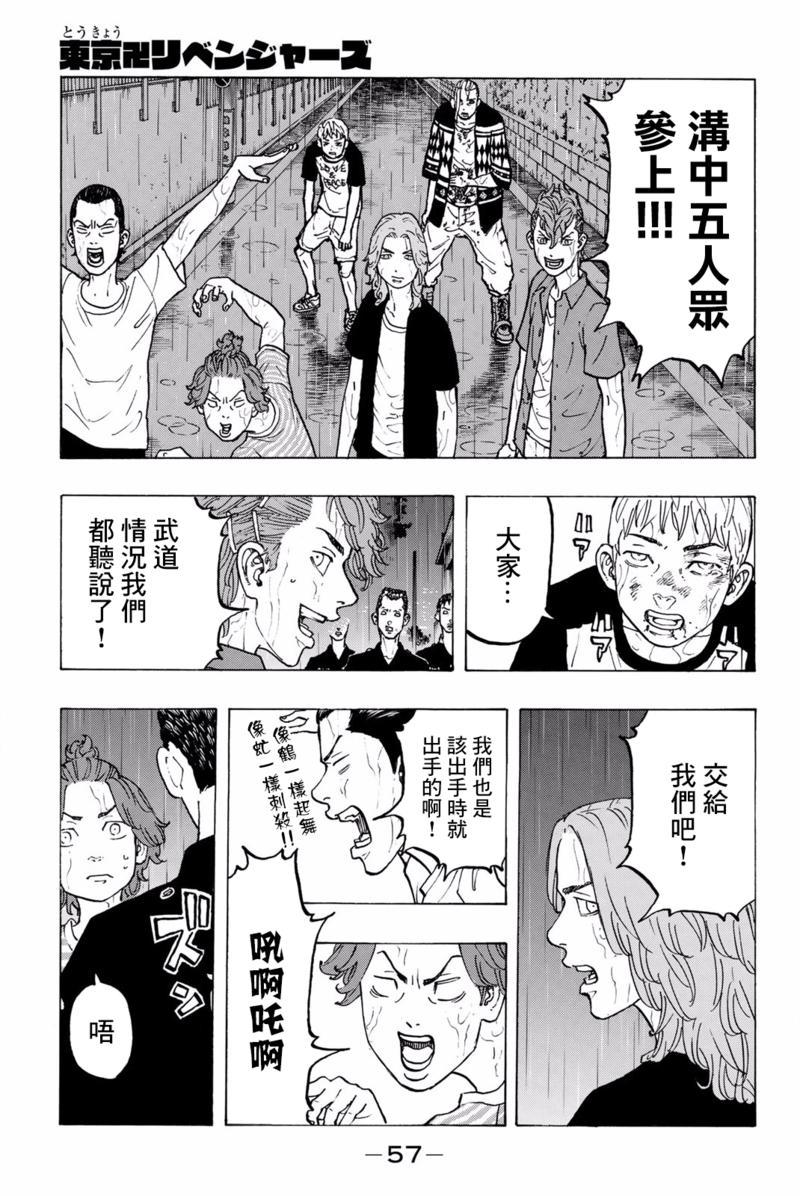 とうきょう
東京卍リベンジャーズ
溝中五人眾
參上!!!
大家…
ハァ
ハァ
武道
情況我們
都聽說了！
交給
我們吧！
我們也是
該出手時就
出手的啊！
像鶴一樣起舞
像虻一樣刺殺!!
吼啊吒啊
ズンッ
唔
—57—